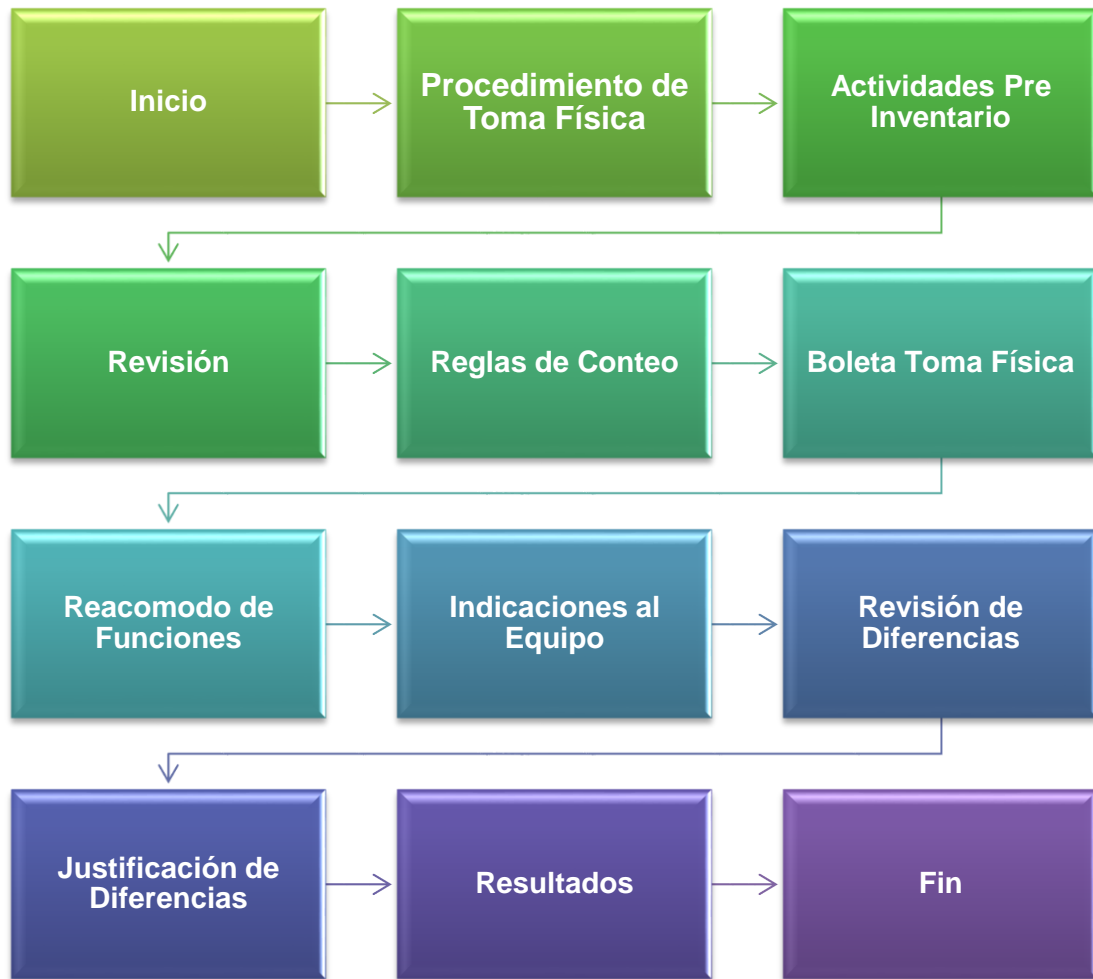 Inicio
Procedimiento de
Toma Física
Actividades Pre
Inventario
Revisión
Reglas de Conteo
Boleta Toma Física
Reacomodo de
Funciones
Indicaciones al
Equipo
Revisión de
Diferencias
Justificación de
Diferencias
Resultados
Fin